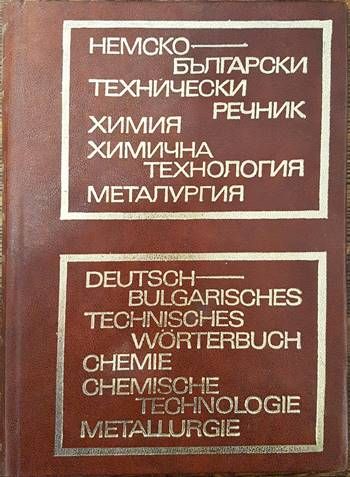 НЕМСКО—
БЪЛГАРСКИ
ТЕХНИЧЕСКИ
РЕЧНИК
ХИМИЯ
ХИМИЧНА
ТЕХНОЛОГИЯ
МЕТАЛУРГИЯ
DEUTSCH—
BULGARISCHES
TECHNISCHES
WÖRTERBUCH
CHEMIE
CHEMISCHE
TECHNOLOGIE
METALLURGIE